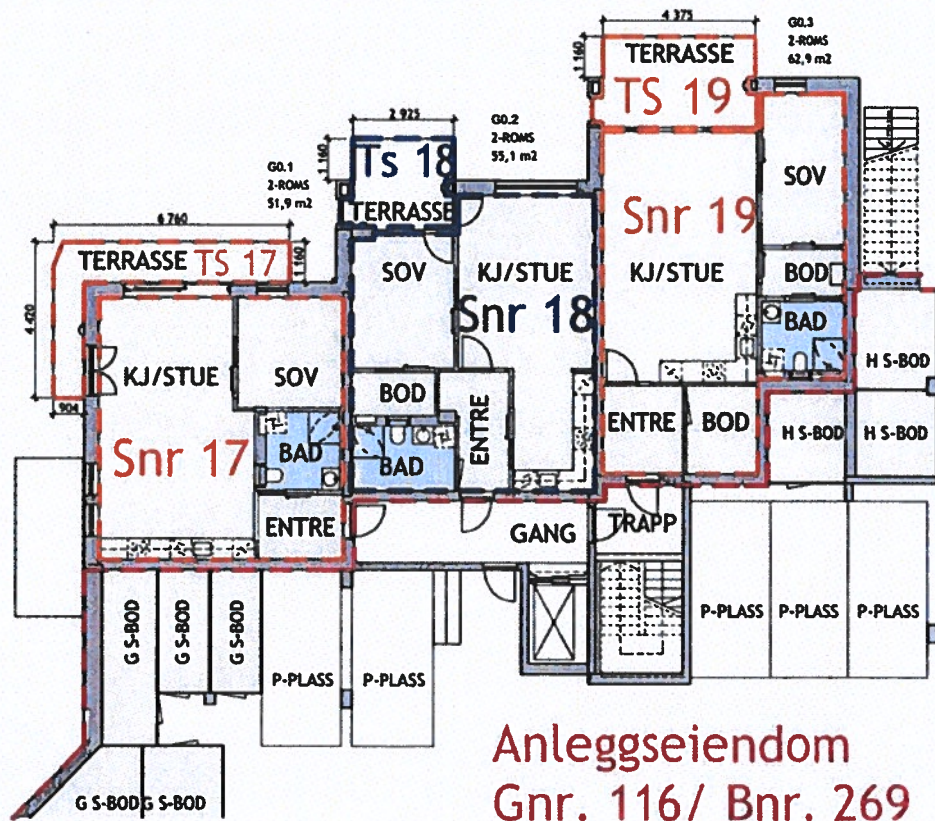 4 375
G0.3
2-ROMS
62,9 m2
1 160
TERRASSE
TS 19
2 925
G0.2
2-ROMS
55,1 m2
1 160
Ts 18
TERRASSE
G0.1
2-ROMS
51,9 m2
SOV
Snr 19
6 760
TERRASSE TS 17
1 160
4 420
SOV
KJ/STUE
KJ/STUE
BOD
Snr 18
BAD
H S-BOD
KJ/STUE
SOV
904
BOD
ENTRE
ENTRE
BOD
H S-BOD
H S-BOD
Snr 17
BAD
BAD
ENTRE
GANG
TRAPP
G S-BOD
G S-BOD
G S-BOD
P-PLASS
P-PLASS
P-PLASS
P-PLASS
P-PLASS
G S-BOD
G S-BOD
Anleggseiendom
Gnr. 116/ Bnr. 269